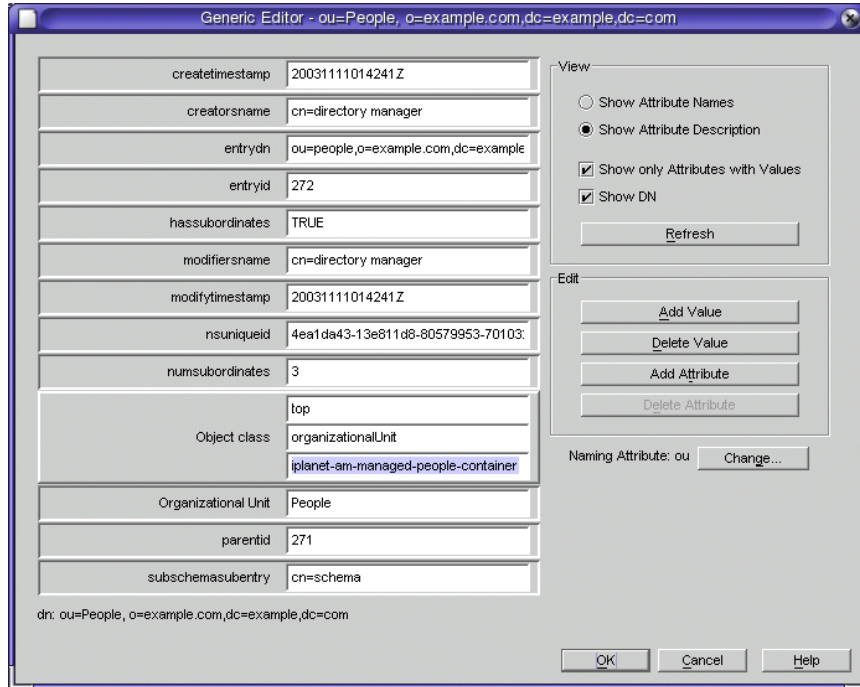 Generic Editor - ou=People, o=example.com,dc=example,dc=com
createtimestamp 20031111014241Z
creatorsname cn=directory manager
entrydn ou=people,o=example.com,dc=example
entryid 272
hassubordinates TRUE
modifiersname cn=directory manager
modifytimestamp 20031111014241Z
nsuniqueid 4ea1da43-13e811d8-80579953-70103
numsubordinates 3
Object class
top
organizationalUnit
iplanet-am-managed-people-container
Organizational Unit People
parentid 271
subschemasubentry cn=schema
dn: ou=People, o=example.com,dc=example,dc=com
View
Show Attribute Names
Show Attribute Description
Show only Attributes with Values
Show DN
Refresh
Edit
Add Value
Delete Value
Add Attribute
Delete Attribute
Naming Attribute: ou Change...
OK Cancel Help